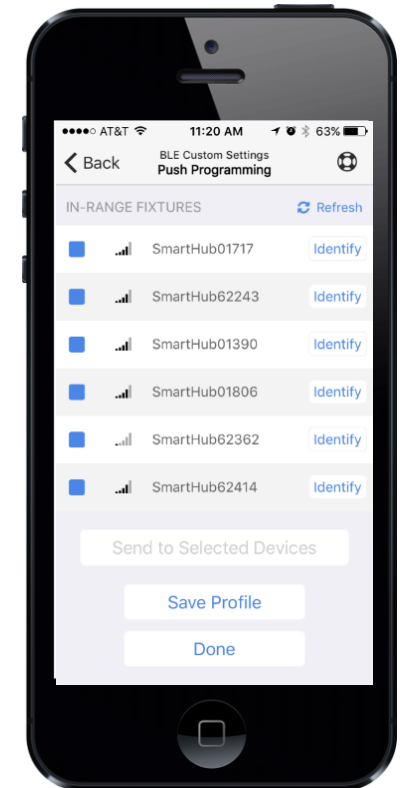 AT&T 11:20 AM 63%
Back BLE Custom Settings
Push Programming
IN-RANGE FIXTURES Refresh
SmartHub01717 Identify
SmartHub62243 Identify
SmartHub01390 Identify
SmartHub01806 Identify
SmartHub62362 Identify
SmartHub62414 Identify
Send to Selected Devices
Save Profile
Done